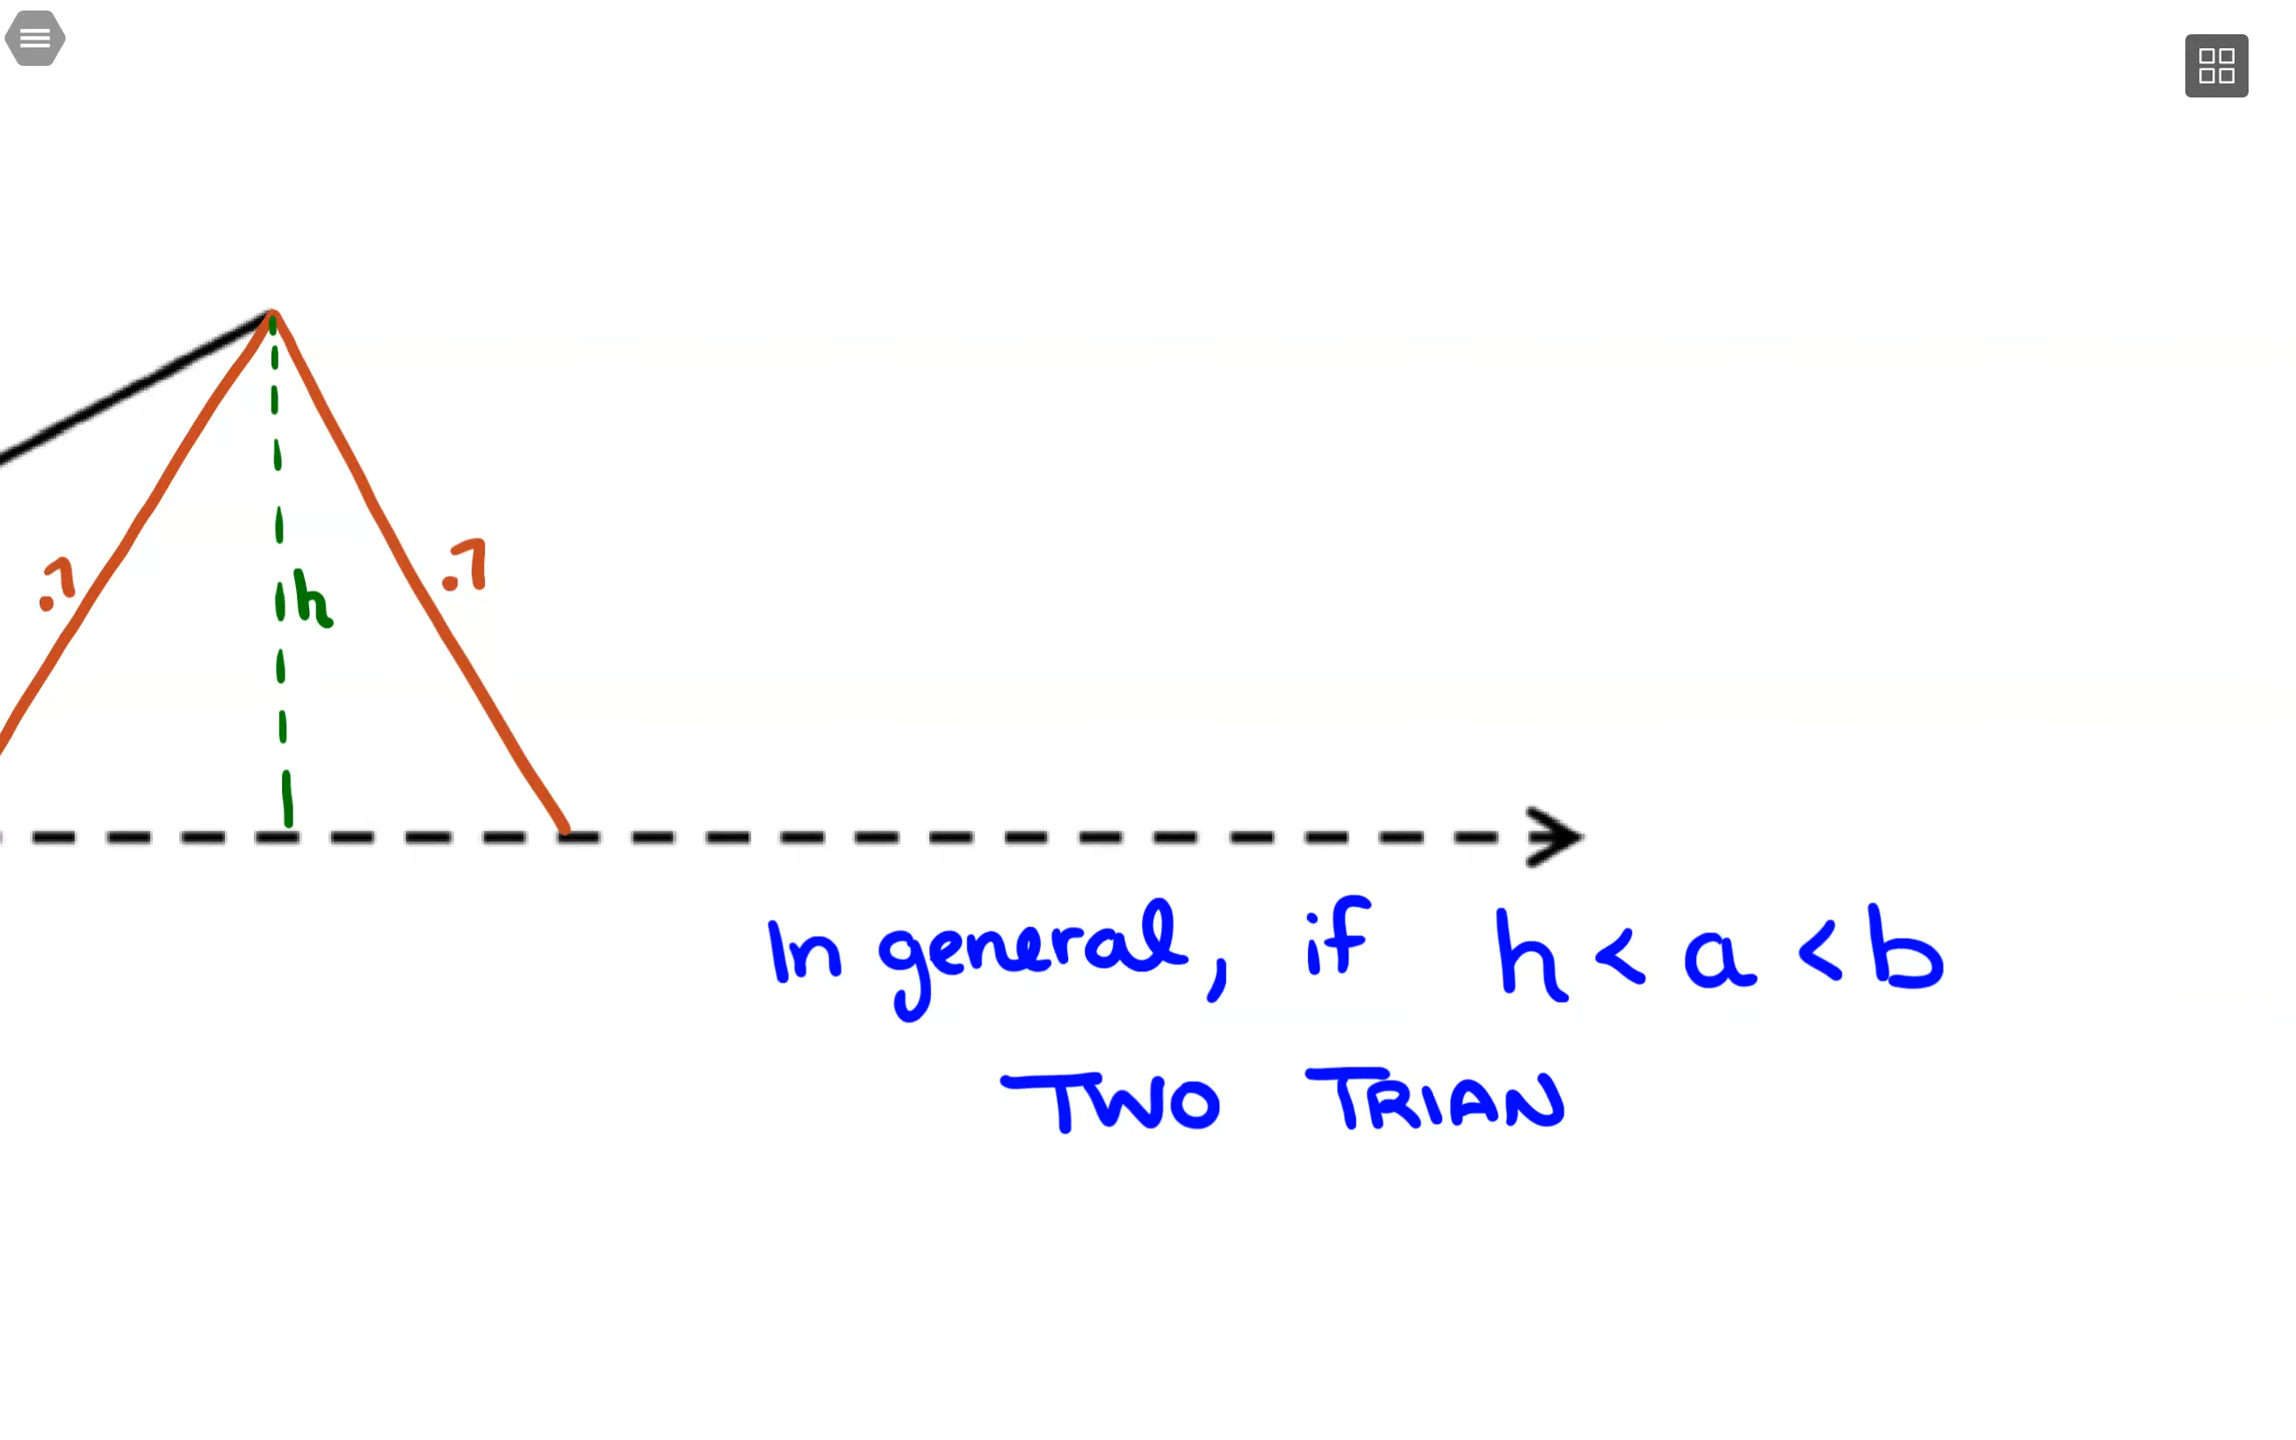 .7
.7
h
In general, if h < a < b
TWO TRIAN